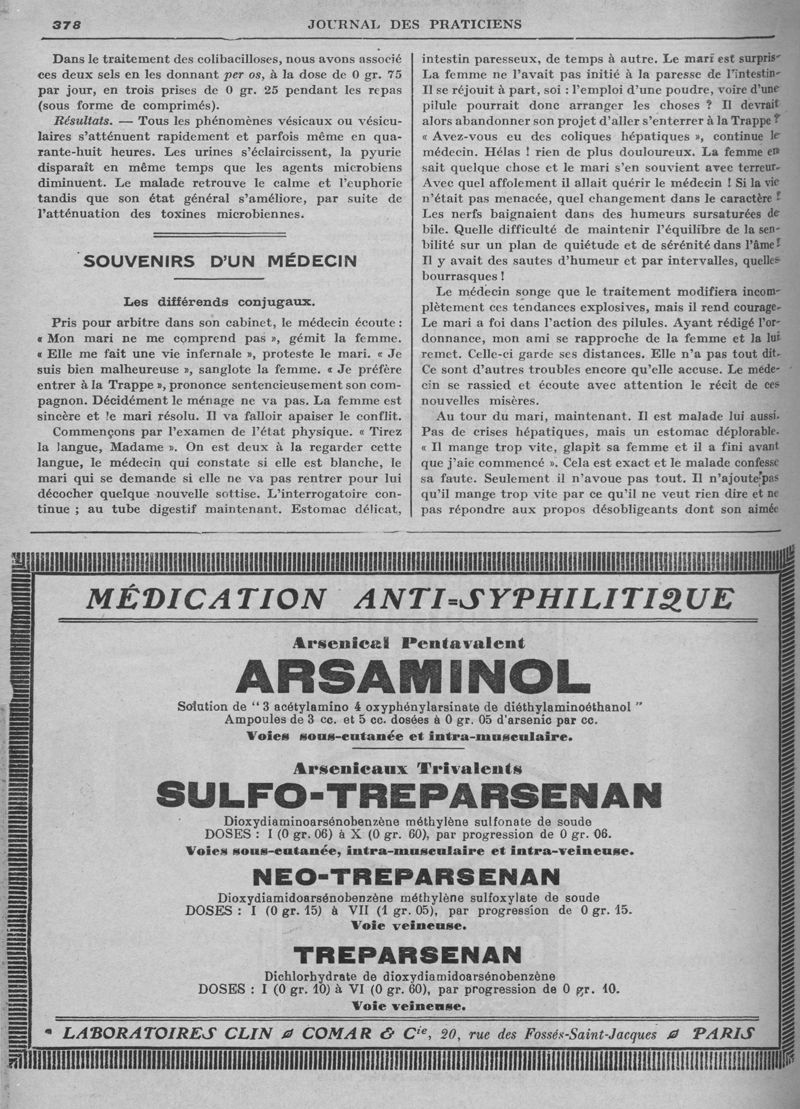 378
JOURNAL DES PRATICIENS
Dans le traitement des colibacilloses, nous avons associé
ces deux sels en les donnant per os, à la dose de 0 gr. 75
par jour, en trois prises de 0 gr. 25 pendant les repas
(sous forme de comprimés).
Résultats. — Tous les phénomènes vésicaux ou vésicu-
laires s'atténuent rapidement et parfois même en qua-
rante-huit heures. Les urines s'éclaircissent, la pyurie
disparaît en même temps que les agents microbiens
diminuent. Le malade retrouve le calme et l'euphorie
tandis que son état général s'améliore, par suite de
l'atténuation des toxines microbiennes.
SOUVENIRS D'UN MÉDECIN
Les différends conjugaux.
Pris pour arbitre dans son cabinet, le médecin écoute :
« Mon mari ne me comprend pas », gémit la femme.
« Elle me fait une vie infernale », proteste le mari. « Je
suis bien malheureuse », sanglote la femme. « Je préfère
entrer à la Trappe », prononce sentencieusement son com-
pagnon. Décidément le ménage ne va pas. La femme est
sincère et le mari résolu. Il va falloir apaiser le conflit.
Commençons par l'examen de l'état physique. « Tirez
la langue, Madame ». On est deux à la regarder cette
langue, le médecin qui constate si elle est blanche, le
mari qui se demande si elle ne va pas rentrer pour lui
décocher quelque nouvelle sottise. L'interrogatoire con-
tinue ; au tube digestif maintenant. Estomac délicat,
intestin paresseux, de temps à autre. Le mari est surpris-
La femme ne l'avait pas initié à la paresse de l'intestin-
Il se réjouit à part, soi : l'emploi d'une poudre, voire d'une
pilule pourrait donc arranger les choses ? Il devrait
alors abandonner son projet d'aller s'enterrer à la Trappe ?
« Avez-vous eu des coliques hépatiques », continue le
médecin. Hélas ! rien de plus douloureux. La femme en
sait quelque chose et le mari s'en souvient avec terreur.
Avec quel affolement il allait quérir le médecin ! Si la vie
n'était pas menacée, quel changement dans le caractère !
Les nerfs baignaient dans des humeurs sursaturées de
bile. Quelle difficulté de maintenir l'équilibre de la sen-
bilité sur un plan de quiétude et de sérénité dans l'âme!
Il y avait des sautes d'humeur et par intervalles, quelles
bourrasques !
Le médecin songe que le traitement modifiera incom-
plètement ces tendances explosives, mais il rend courage.
Le mari a foi dans l'action des pilules. Ayant rédigé l'or-
donnance, mon ami se rapproche de la femme et la lui
remet. Celle-ci garde ses distances. Elle n'a pas tout dit.
Ce sont d'autres troubles encore qu'elle accuse. Le méde-
cin se rassied et écoute avec attention le récit de ces
nouvelles misères.
Au tour du mari, maintenant. Il est malade lui aussi.
Pas de crises hépatiques, mais un estomac déplorable.
« Il mange trop vite, glapit sa femme et il a fini avant
que j'aie commencé ». Cela est exact et le malade confesse
sa faute. Seulement il n'avoue pas tout. Il n'ajoute pas
qu'il mange trop vite par ce qu'il ne veut rien dire et ne
pas répondre aux propos désobligeants dont son aimée
MÉDICATION ANTI-SYPHILITIQUE
Arsenical Pentavalent
ARSAMINOL
Solution de " 3 acétylamino 4 oxyphénylarsinate de diéthylaminoéthanol "
Ampoules de 3 cc. et 5 cc. dosées à 0 gr. 05 d'arsenic par cc.
Voies sous-cutanée et intra-musculaire.
Arsenicaux Trivalents
SULFO-TREPARSENAN
Dioxydiaminoarsénobenzène méthylène sulfonate de soude
DOSES : I (0 gr. 06) à X (0 gr. 60), par progression de 0 gr. 06.
Voies sous-cutanée, intra-musculaire et intra-veineuse.
NEO-TREPARSENAN
Dioxydiamidoarsénobenzène méthylène sulfoxylate de soude
DOSES : I (0 gr. 15) à VII (1 gr. 05), par progression de 0 gr. 15.
Voie veineuse.
TREPARSENAN
Dichlorhydrate de dioxydiamidoarsénobenzène
DOSES : I (0 gr. 10) à VI (0 gr. 60), par progression de 0 gr. 10.
Voie veineuse.
LABORATOIRES CLIN COMAR & Cie, 20, rue des Fossés-Saint-Jacques PARIS